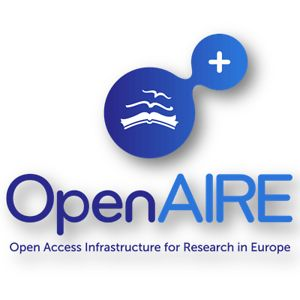 OpenAIRE
Open Access Infrastructure for Research in Europe